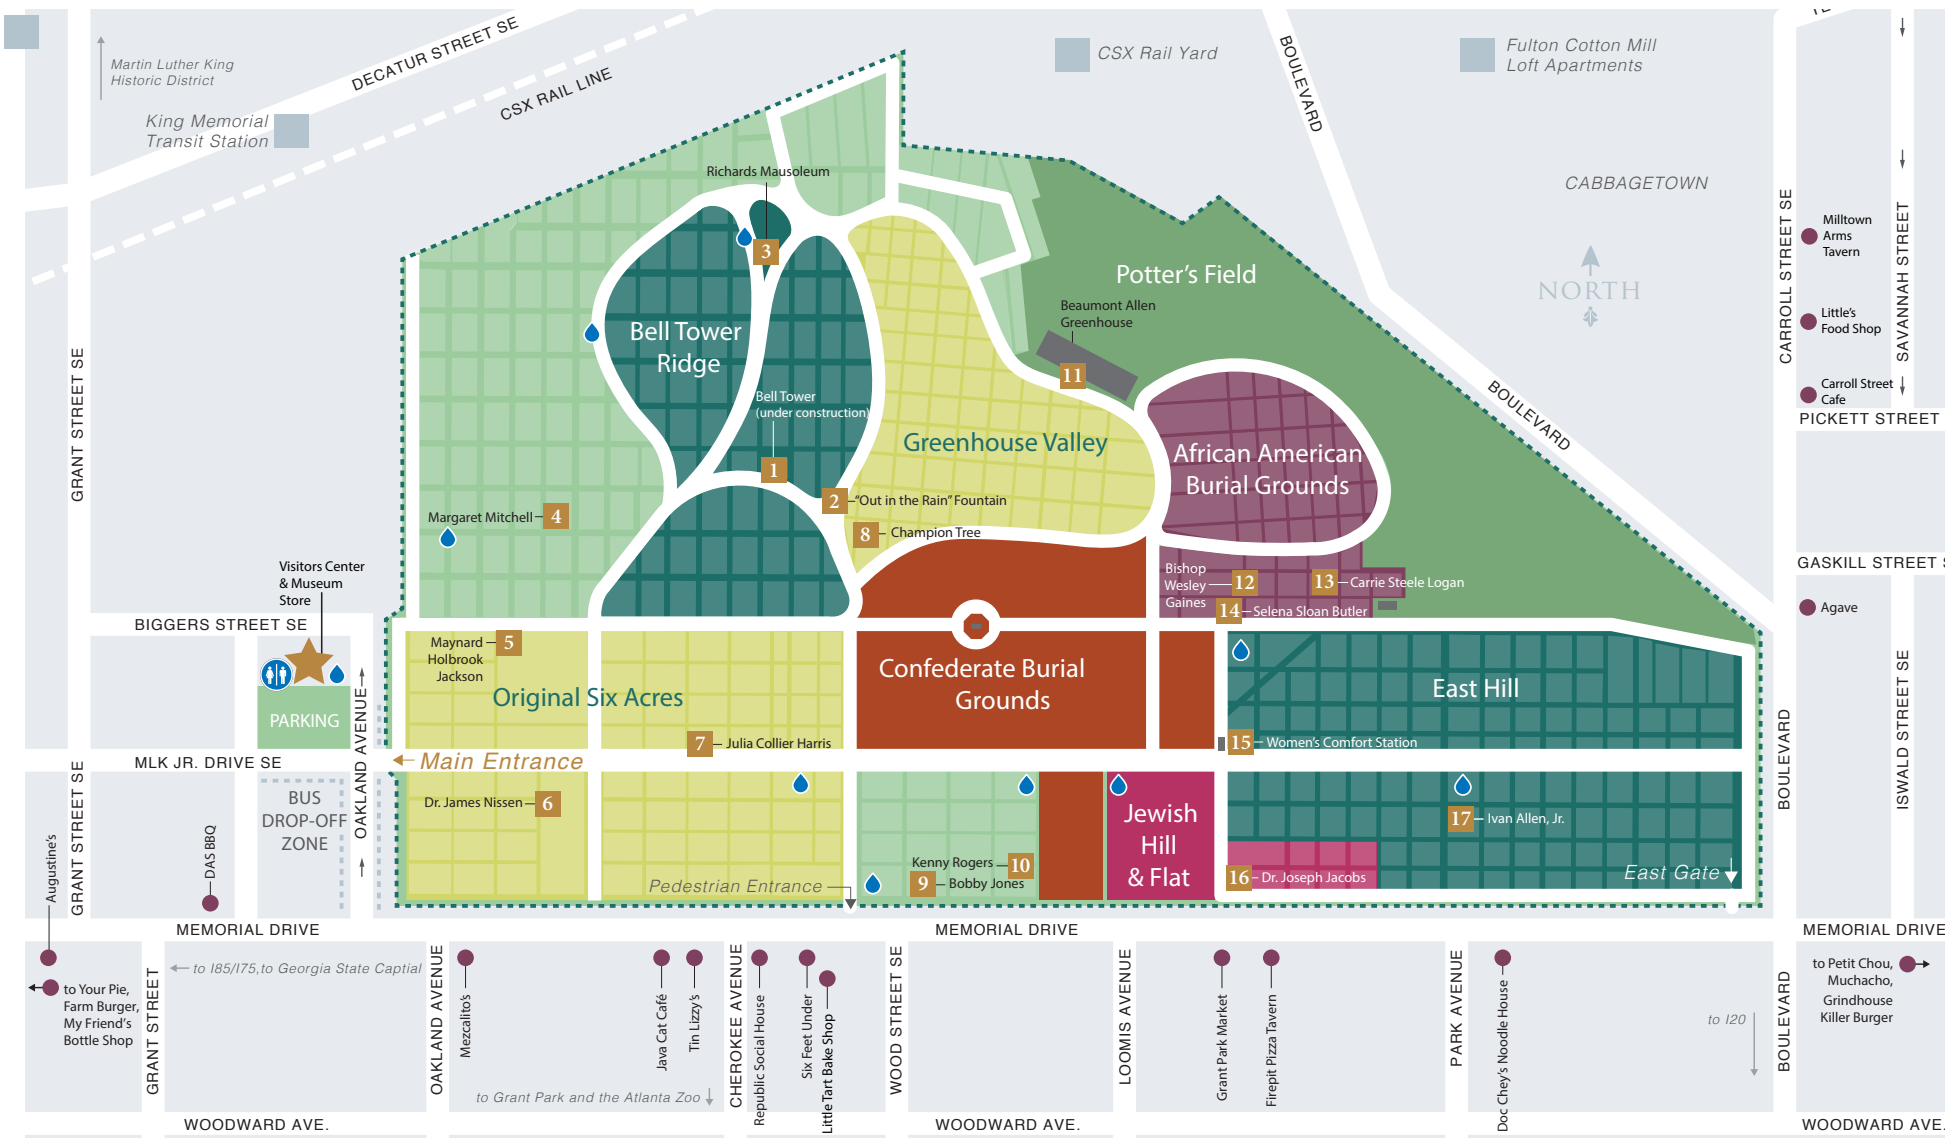 DECATUR STREET SE
CSX RAIL LINE
Martin Luther King
Historic District
King Memorial
Transit Station
CSX Rail Yard
BOULEVARD
Fulton Cotton Mill
Loft Apartments
CABBAGETOWN
NORTH
CARROLL STREET SE
SAVANNAH STREET
Milltown
Arms
Tavern
Little's
Food Shop
Carroll Street
Cafe
PICKETT STREET
BOULEVARD
GASKILL STREET S
Agave
GRANT STREET SE
Richards Mausoleum
3
Bell Tower
Ridge
Bell Tower
(under construction)
1
Potter's Field
Beaumont Allen
Greenhouse
11
Greenhouse Valley
African American
Burial Grounds
2
"Out in the Rain" Fountain
8
Champion Tree
Margaret Mitchell
4
Visitors Center
& Museum
Store
BIGGERS STREET SE
PARKING
OAKLAND AVENUE
MLK JR. DRIVE SE
BUS
DROP-OFF
ZONE
Bishop
Wesley
Gaines
12
13
Carrie Steele Logan
14
Selena Sloan Butler
Maynard
Holbrook
Jackson
5
Original Six Acres
7
Julia Collier Harris
Main Entrance
Dr. James Nissen
6
Confederate Burial
Grounds
East Hill
15
Women's Comfort Station
Jewish
Hill
& Flat
17
Ivan Allen, Jr.
Kenny Rogers
10
9
Bobby Jones
16
Dr. Joseph Jacobs
Pedestrian Entrance
East Gate
BOULEVARD
ISWALD STREET SE
GRANT STREET SE
Augustine's
DAS BBQ
MEMORIAL DRIVE
MEMORIAL DRIVE
MEMORIAL DRIVE
to I85/I75,to Georgia State Captial
to Your Pie,
Farm Burger,
My Friend's
Bottle Shop
GRANT STREET
OAKLAND AVENUE
Mezcalito's
Java Cat Café
Tin Lizzy's
CHEROKEE AVENUE
Republic Social House
Six Feet Under
Little Tart Bake Shop
WOOD STREET SE
LOOMIS AVENUE
Grant Park Market
Firepit Pizza Tavern
PARK AVENUE
Doc Chey's Noodle House
to I20
BOULEVARD
to Petit Chou,
Muchacho,
Grindhouse
Killer Burger
to Grant Park and the Atlanta Zoo
WOODWARD AVE.
WOODWARD AVE.
WOODWARD AVE.